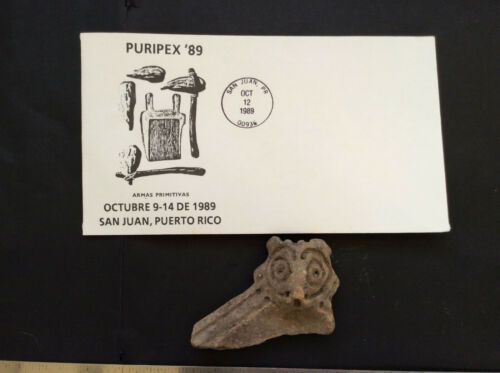 PURIPEX '89
ARMAS PRIMITIVAS
OCTUBRE 9-14 DE 1989
SAN JUAN, PUERTO RICO
SAN JUAN, PR
OCT
12
1989
00936